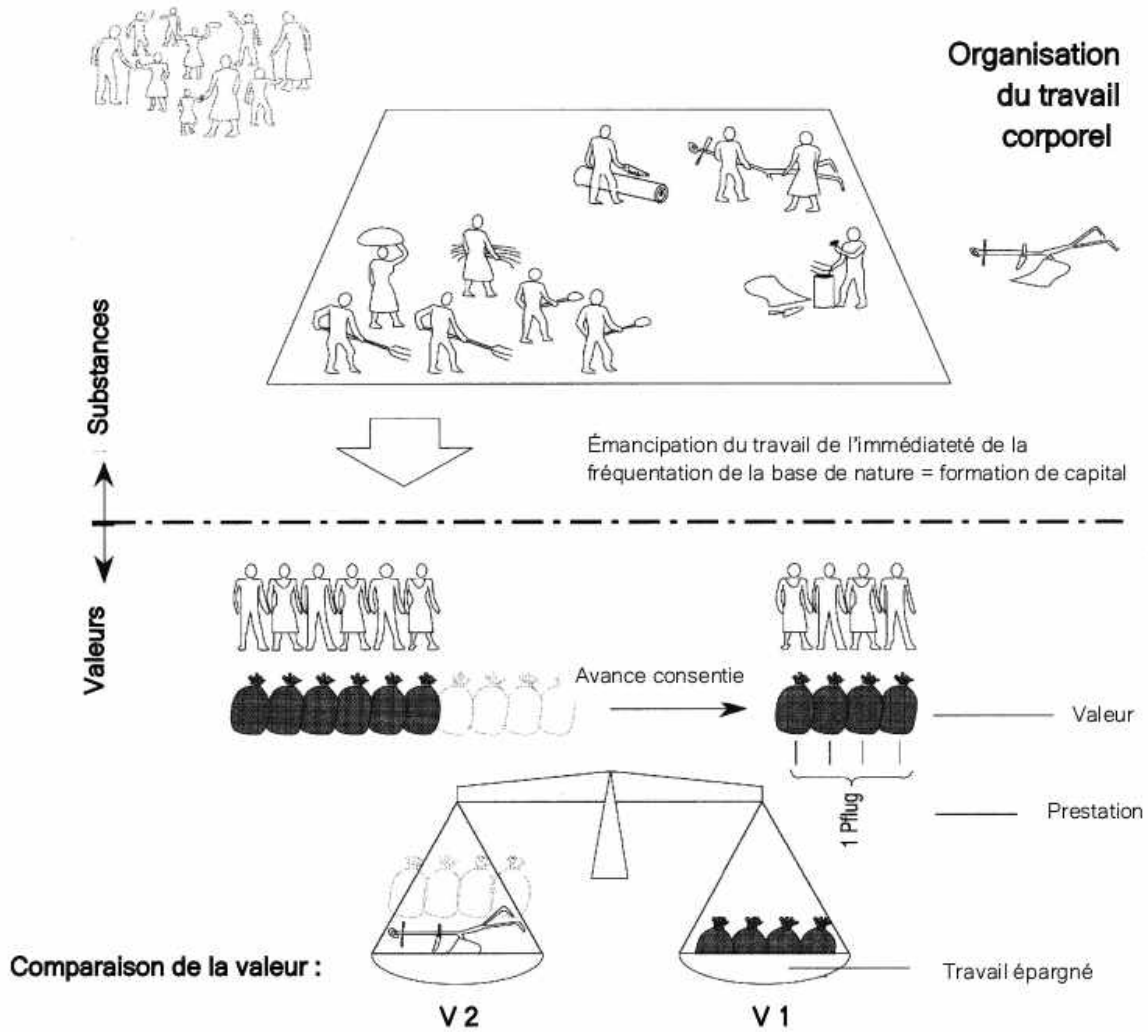 Organisation
du travail
corporel
Substances
Émancipation du travail de l'immédiateté de la
fréquentation de la base de nature = formation de capital
Valeurs
Avance consentie
Valeur
1 Pflug
Prestation
Comparaison de la valeur :
Travail épargné
V 2
V 1